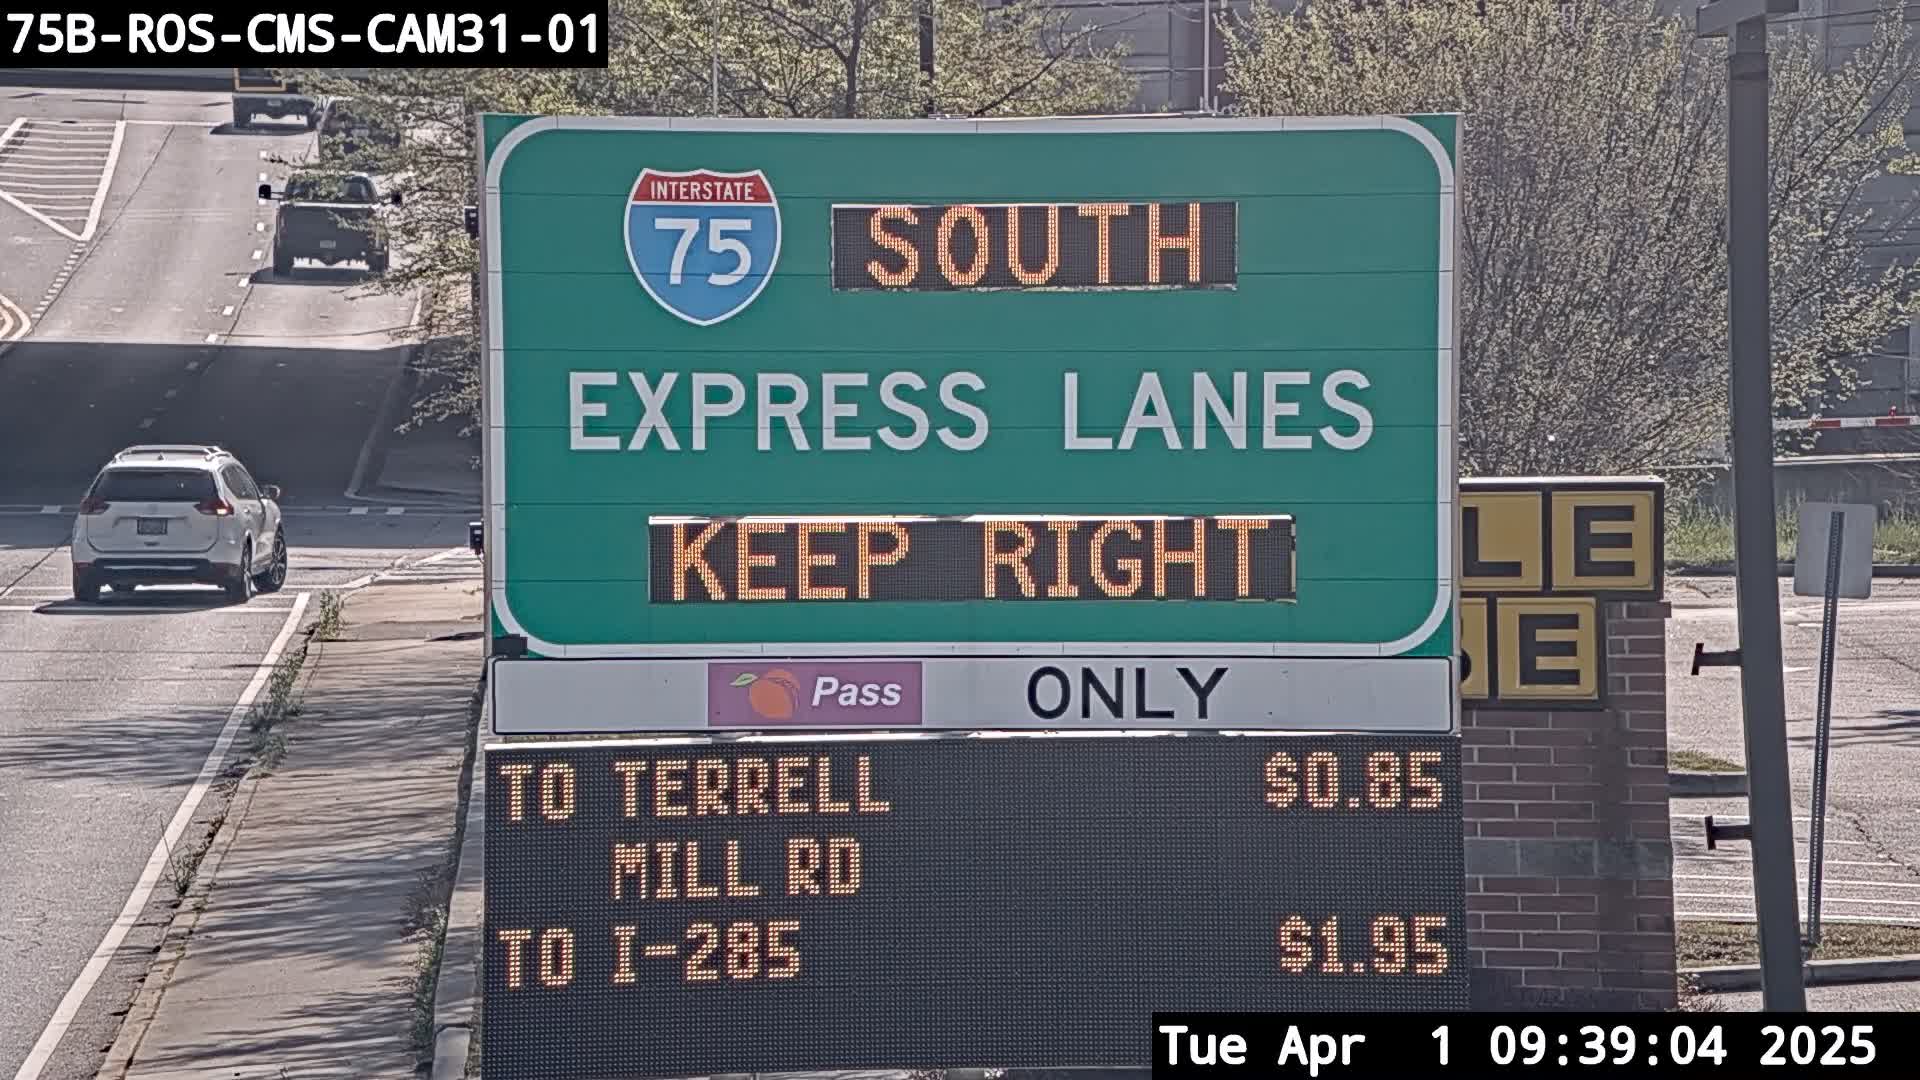 75B-ROS-CMS-CAM31-01
INTERSTATE
75
SOUTH
EXPRESS LANES
KEEP RIGHT
Pass ONLY
LE
E
TO TERRELL $0.85
MILL RD
TO I-285 $1.95
Tue Apr 1 09:39:04 2025